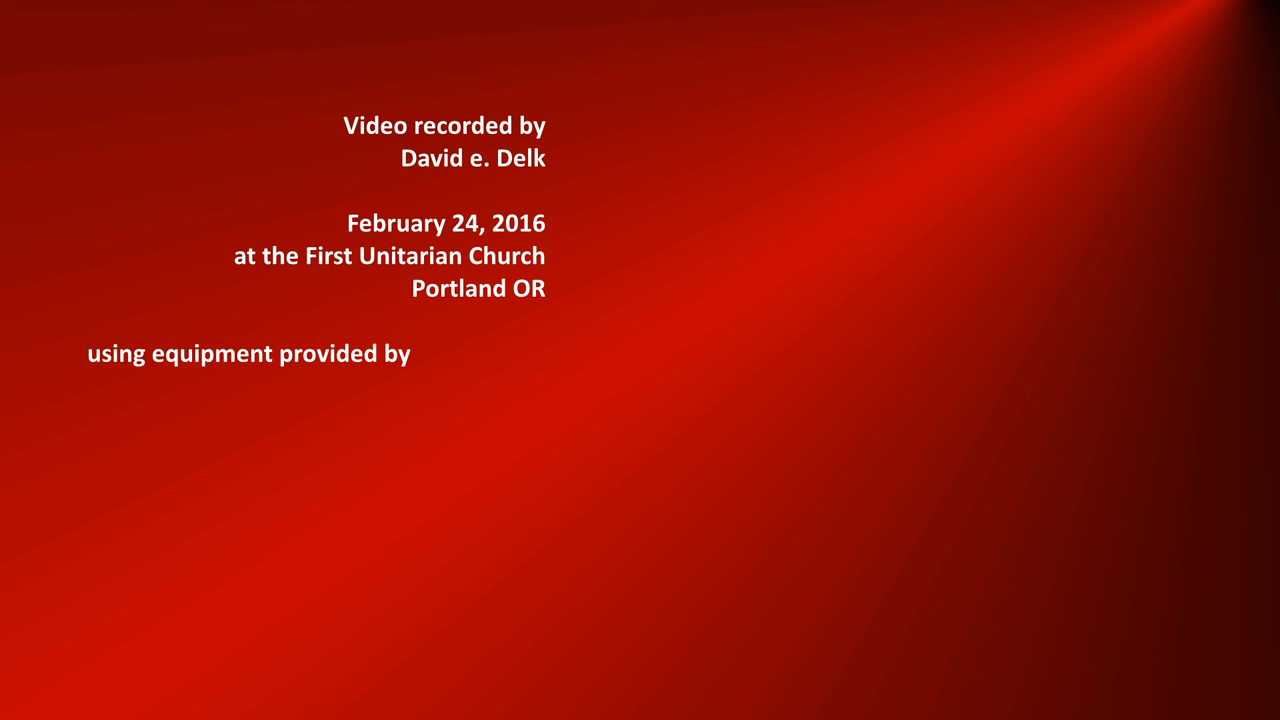 Video recorded by
David e. Delk
February 24, 2016
at the First Unitarian Church
Portland OR
using equipment provided by